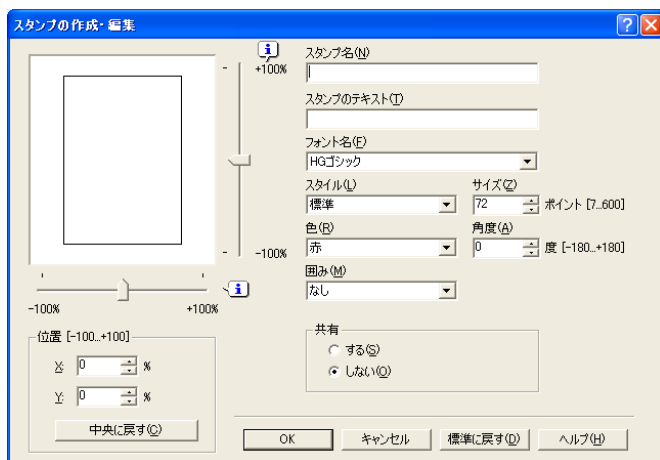 スタンプの作成・編集
+100%
-100%
-100%
+100%
位置 [-100...+100]
X: 0 %
Y: 0 %
中央に戻す(C)
スタンプ名(N)
スタンプのテキスト(T)
フォント名(F)
HGゴシック
スタイル(L)
標準
サイズ(Z)
72 ポイント [7...600]
色(R)
赤
角度(A)
0 度 [-180...+180]
囲み(M)
なし
共有
する(S)
しない(O)
OK
キャンセル
標準に戻す(D)
ヘルプ(H)